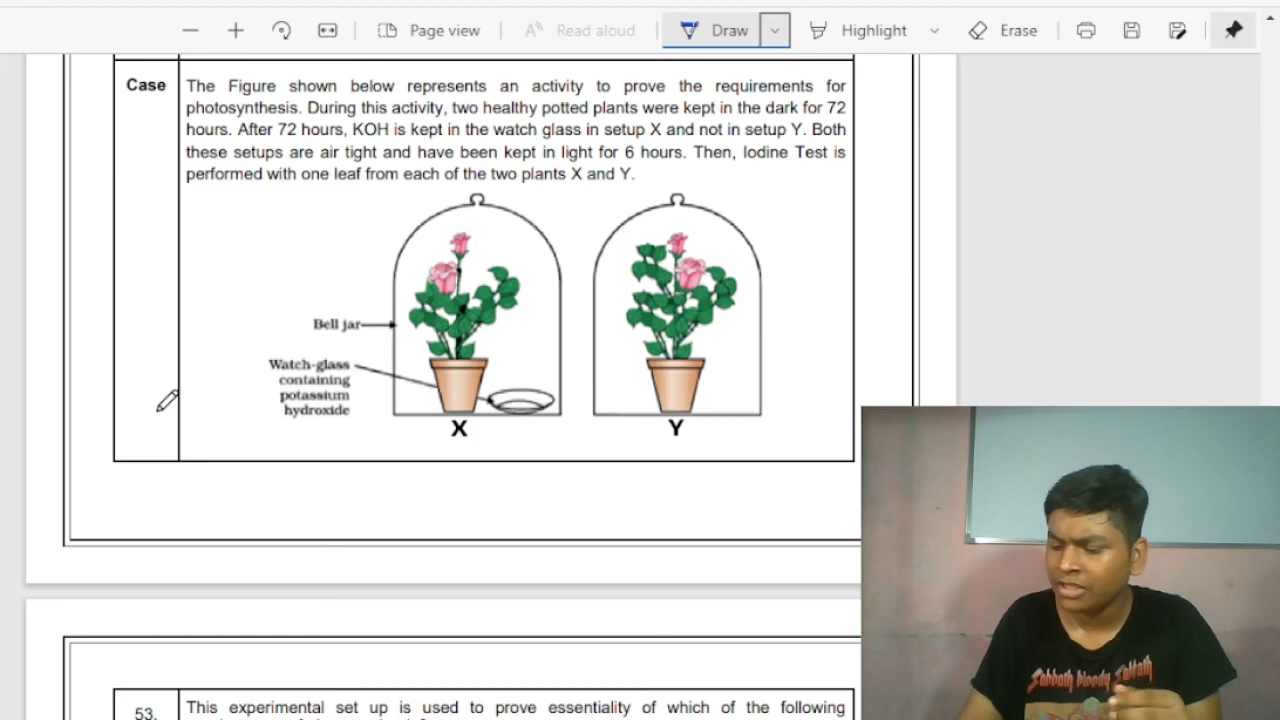 Page view
Read aloud
Draw
Highlight
Erase
Case
The Figure shown below represents an activity to prove the requirements for
photosynthesis. During this activity, two healthy potted plants were kept in the dark for 72
hours. After 72 hours, KOH is kept in the watch glass in setup X and not in setup Y. Both
these setups are air tight and have been kept in light for 6 hours. Then, Iodine Test is
performed with one leaf from each of the two plants X and Y.
Bell jar
Watch-glass
containing
potassium
hydroxide
X
Y
Sabbath bloody Sabbath
53.
This experimental set up is used to prove essentiality of which of the following